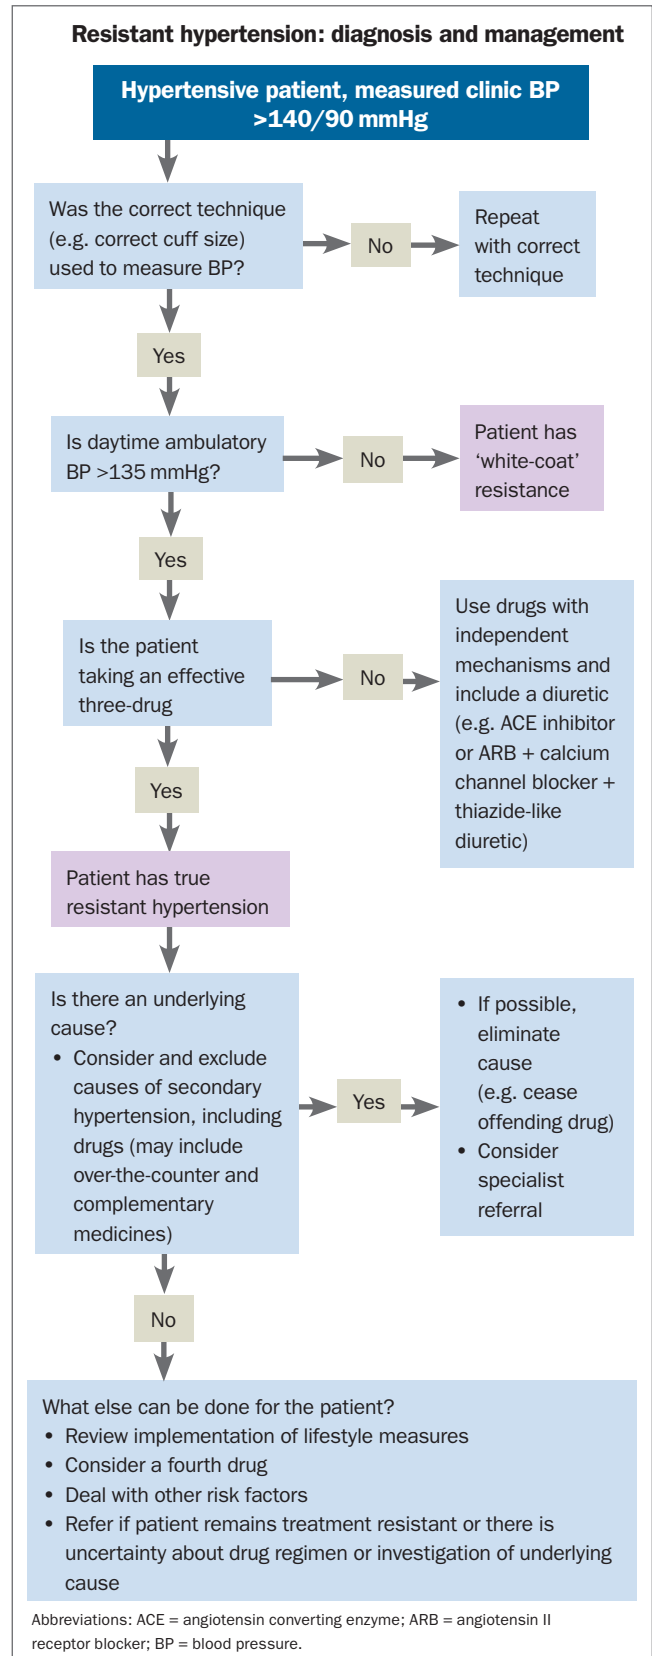 Resistant hypertension: diagnosis and management
Hypertensive patient, measured clinic BP
>140/90 mmHg
Was the correct technique
(e.g. correct cuff size)
used to measure BP?
No
Repeat
with correct
technique
Yes
Is daytime ambulatory
BP >135 mmHg?
No
Patient has
‘white-coat’
resistance
Yes
Is the patient
taking an effective
three-drug
No
Use drugs with
independent
mechanisms and
include a diuretic
(e.g. ACE inhibitor
or ARB + calcium
channel blocker +
thiazide-like
diuretic)
Yes
Patient has true
resistant hypertension
Is there an underlying
cause?
• Consider and exclude
causes of secondary
hypertension, including
drugs (may include
over-the-counter and
complementary
medicines)
Yes
• If possible,
eliminate
cause
(e.g. cease
offending drug)
• Consider
specialist
referral
No
What else can be done for the patient?
• Review implementation of lifestyle measures
• Consider a fourth drug
• Deal with other risk factors
• Refer if patient remains treatment resistant or there is
uncertainty about drug regimen or investigation of underlying
cause
Abbreviations: ACE = angiotensin converting enzyme; ARB = angiotensin II
receptor blocker; BP = blood pressure.